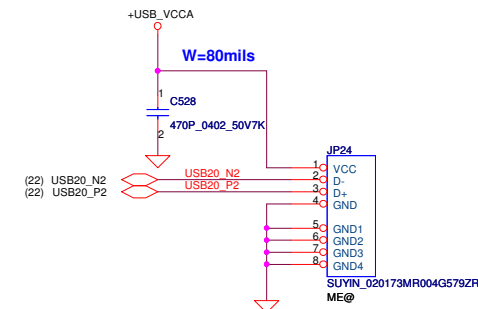 +USB_VCCA
W=80mils
1
C528
470P_0402_50V7K
2
JP24
1 VCC
(22) USB20_N2 USB20_N2 2 D-
(22) USB20_P2 USB20_P2 3 D+
4 GND
5 GND1
6 GND2
7 GND3
8 GND4
SUYIN_020173MR004G579ZR
ME@